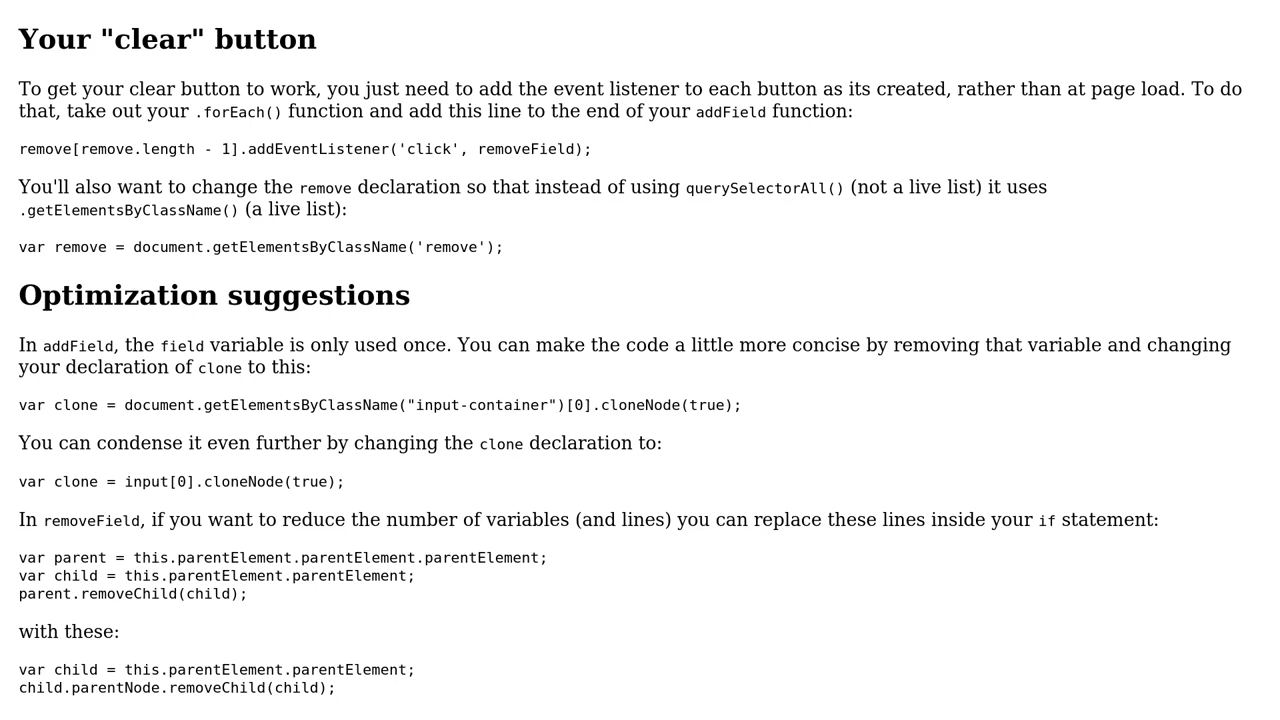 Your "clear" button
To get your clear button to work, you just need to add the event listener to each button as its created, rather than at page load. To do
that, take out your .forEach() function and add this line to the end of your addField function:
remove[remove.length - 1].addEventListener('click', removeField);
You'll also want to change the remove declaration so that instead of using querySelectorAll() (not a live list) it uses
.getElementsByClassName() (a live list):
var remove = document.getElementsByClassName('remove');
Optimization suggestions
In addField, the field variable is only used once. You can make the code a little more concise by removing that variable and changing
your declaration of clone to this:
var clone = document.getElementsByClassName("input-container")[0].cloneNode(true);
You can condense it even further by changing the clone declaration to:
var clone = input[0].cloneNode(true);
In removeField, if you want to reduce the number of variables (and lines) you can replace these lines inside your if statement:
var parent = this.parentElement.parentElement.parentElement;
var child = this.parentElement.parentElement;
parent.removeChild(child);
with these:
var child = this.parentElement.parentElement;
child.parentNode.removeChild(child);